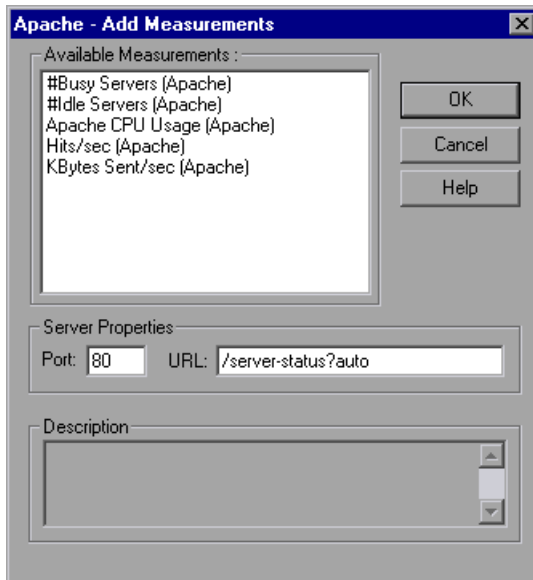 Apache - Add Measurements
Available Measurements :
#Busy Servers (Apache)
#Idle Servers (Apache)
Apache CPU Usage (Apache)
Hits/sec (Apache)
KBytes Sent/sec (Apache)
OK
Cancel
Help
Server Properties
Port: 80 URL: /server-status?auto
Description